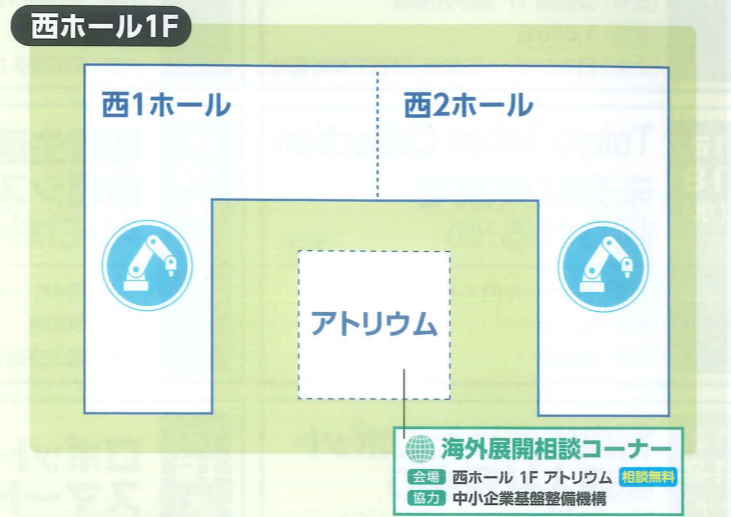 西ホール1F
西1ホール
西2ホール
アトリウム
海外展開相談コーナー
会場 西ホール 1F アトリウム 相談無料
協力 中小企業基盤整備機構